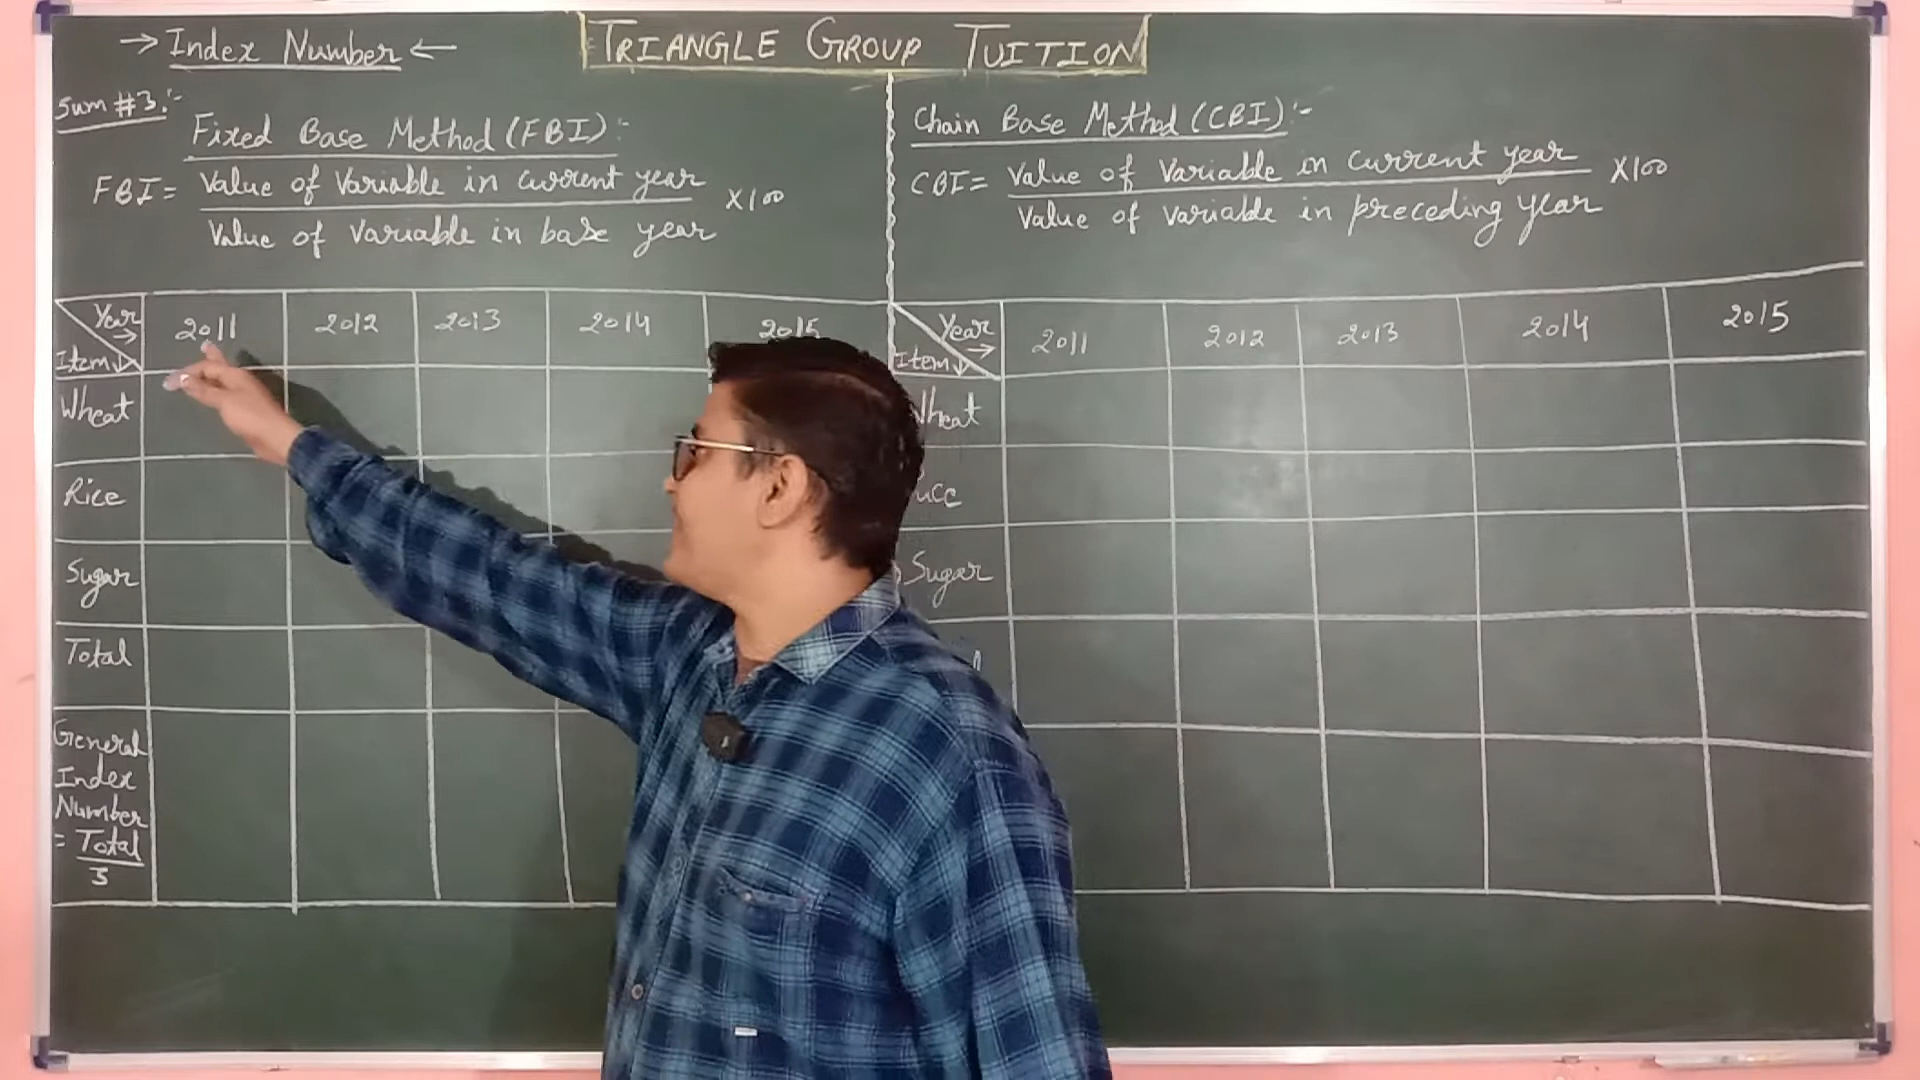 → Index Number ←
TRIANGLE GROUP TUITION
Sum #3:-
Fixed Base Method (FBI):-
FBI = Value of Variable in current year
Value of Variable in base year
×100
Chain Base Method (CBI):-
CBI = Value of Variable in current year
Value of variable in preceding year
×100
Year → 2011 2012 2013 2014 2015
Item ↓
Wheat
Rice
Sugar
Total
General
Index
Number
= Total
3
Year → 2011 2012 2013 2014 2015
Item ↓
Wheat
Sugar